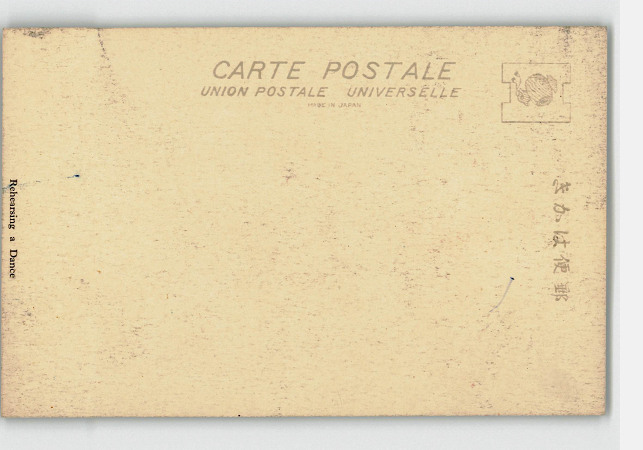 CARTE POSTALE
UNION POSTALE UNIVERSELLE
MADE IN JAPAN
きかは便郵
Rehearsing a Dance